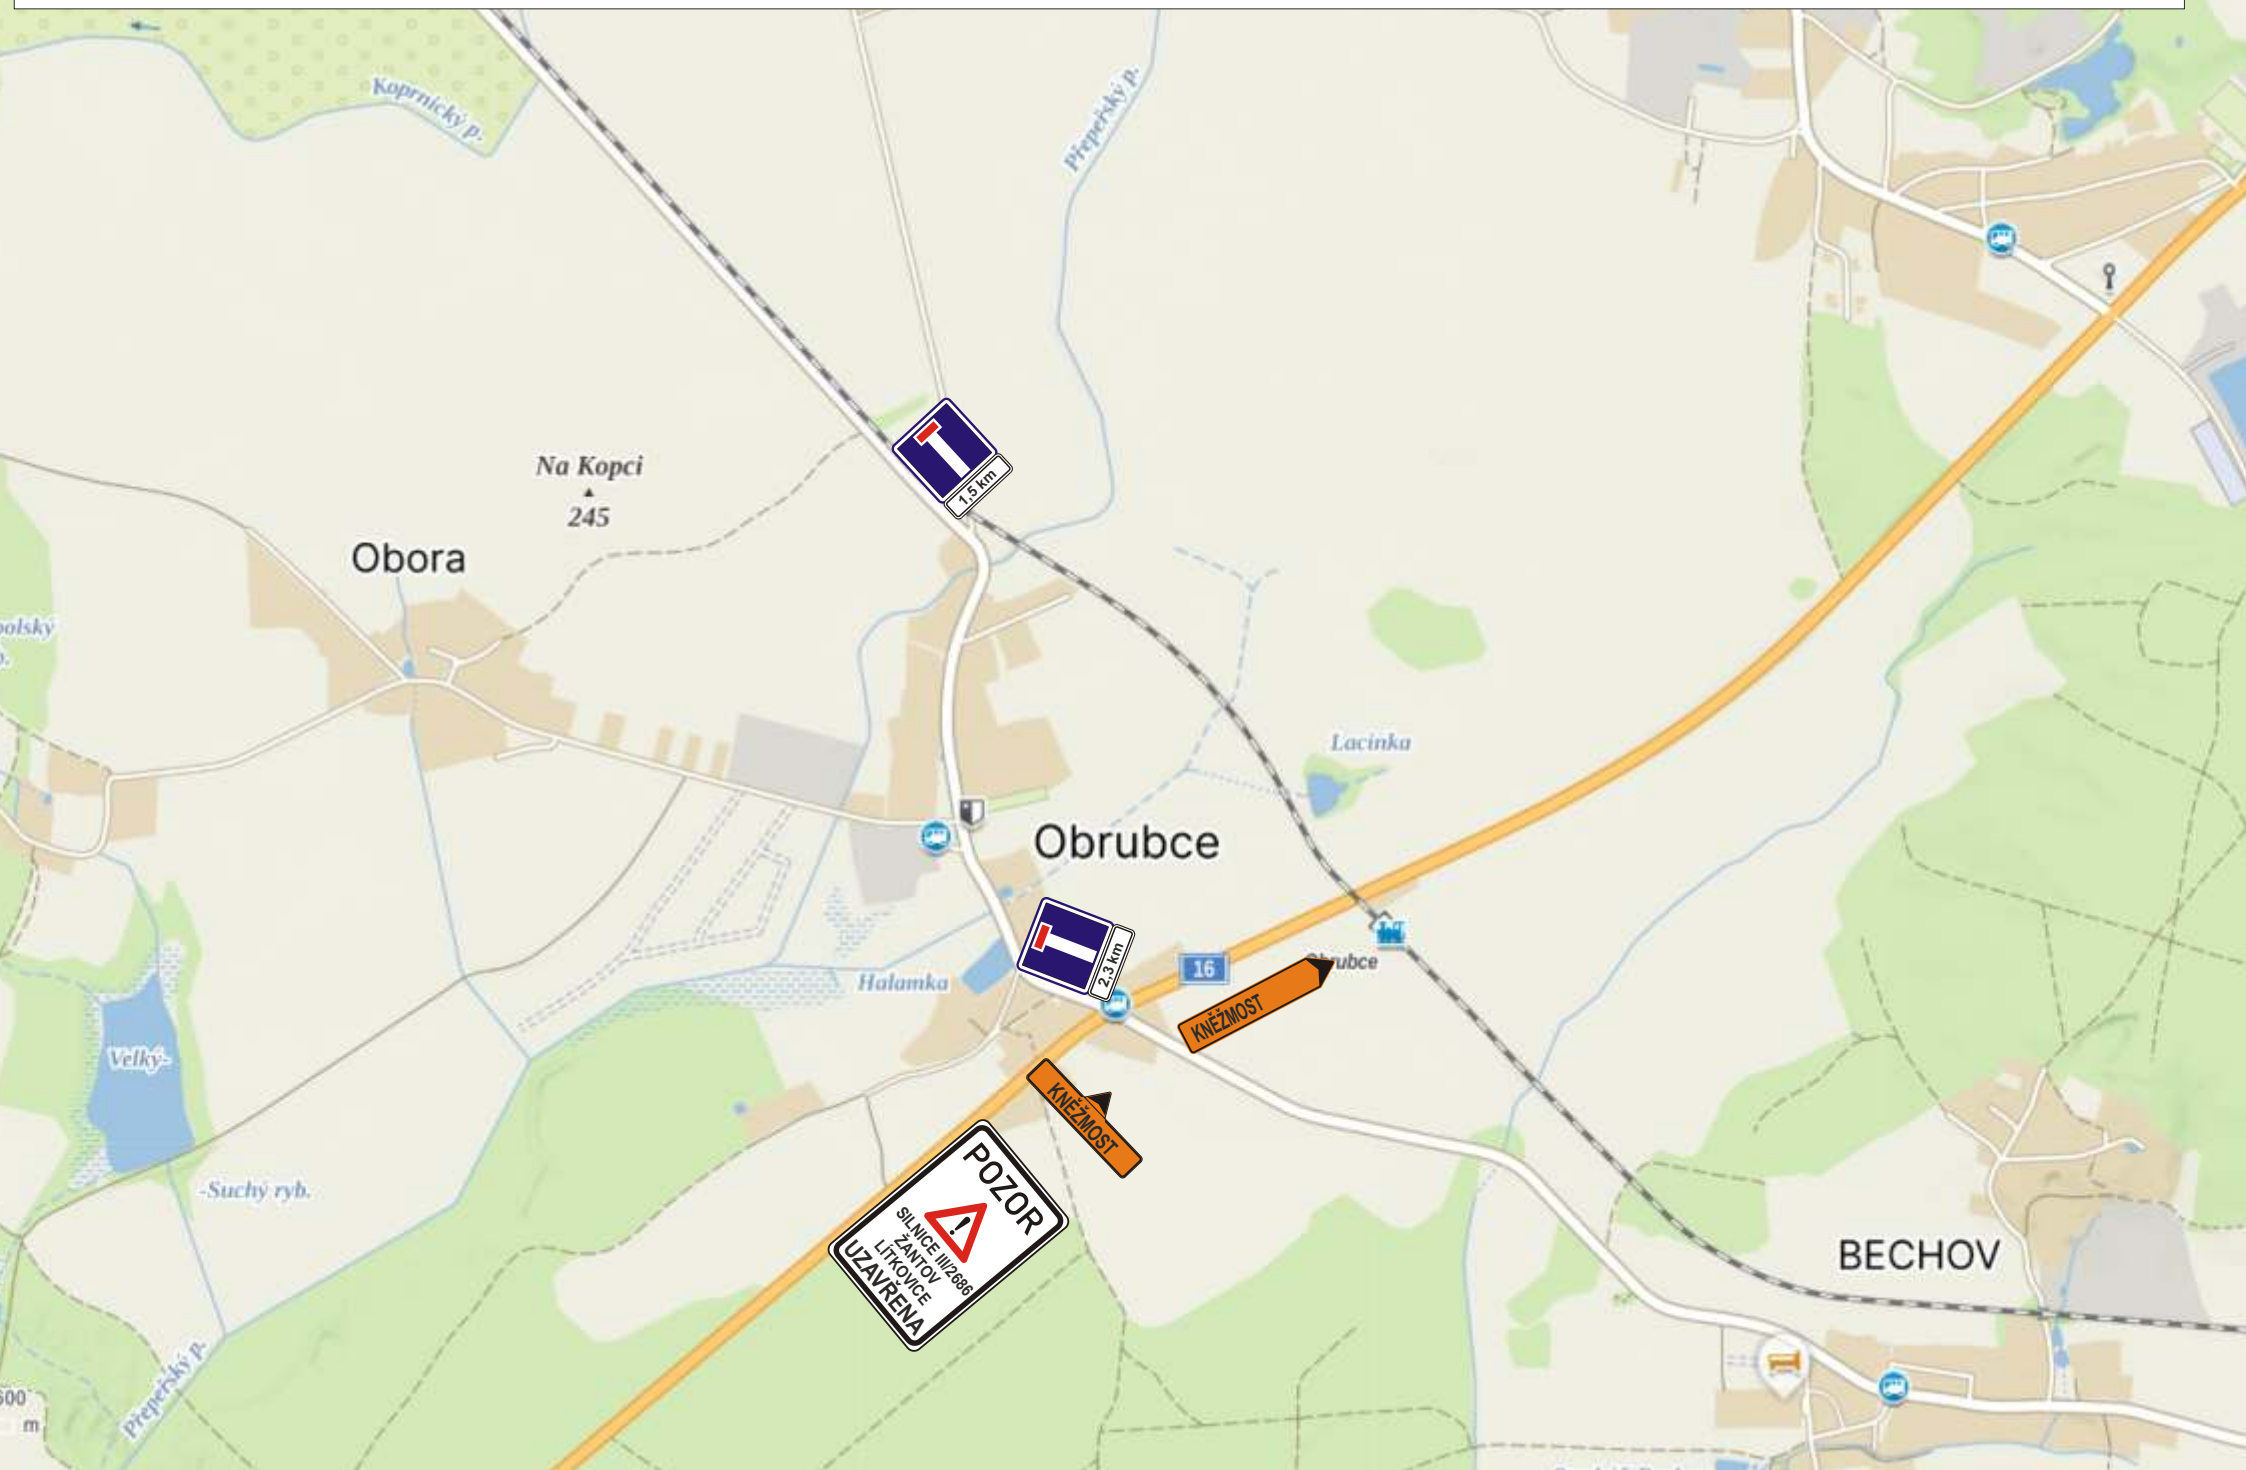 Koprnický p.
Přepeřský p.
Na Kopci
245
1,5 km
Obora
Lacinka
Obrubce
2,3 km
16
Halamka
Obrubce
KNĚŽMOST
KNĚŽMOST
Velký-
-Suchý ryb.
POZOR
SILNICE III/2686
ŽANTOV
LÍTKOVICE
UZAVŘENA
BECHOV
Přepeřský p.
m